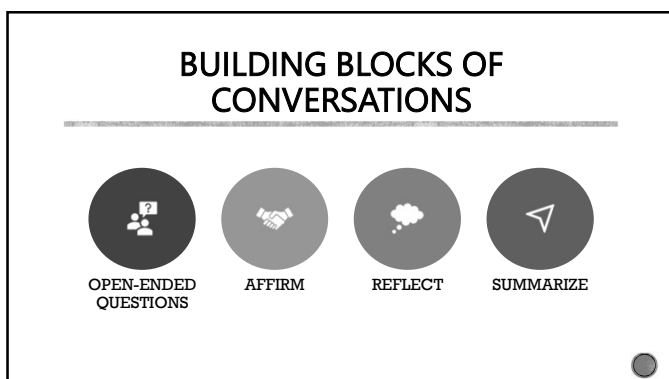 BUILDING BLOCKS OF
CONVERSATIONS
?
OPEN-ENDED
QUESTIONS
AFFIRM
REFLECT
SUMMARIZE